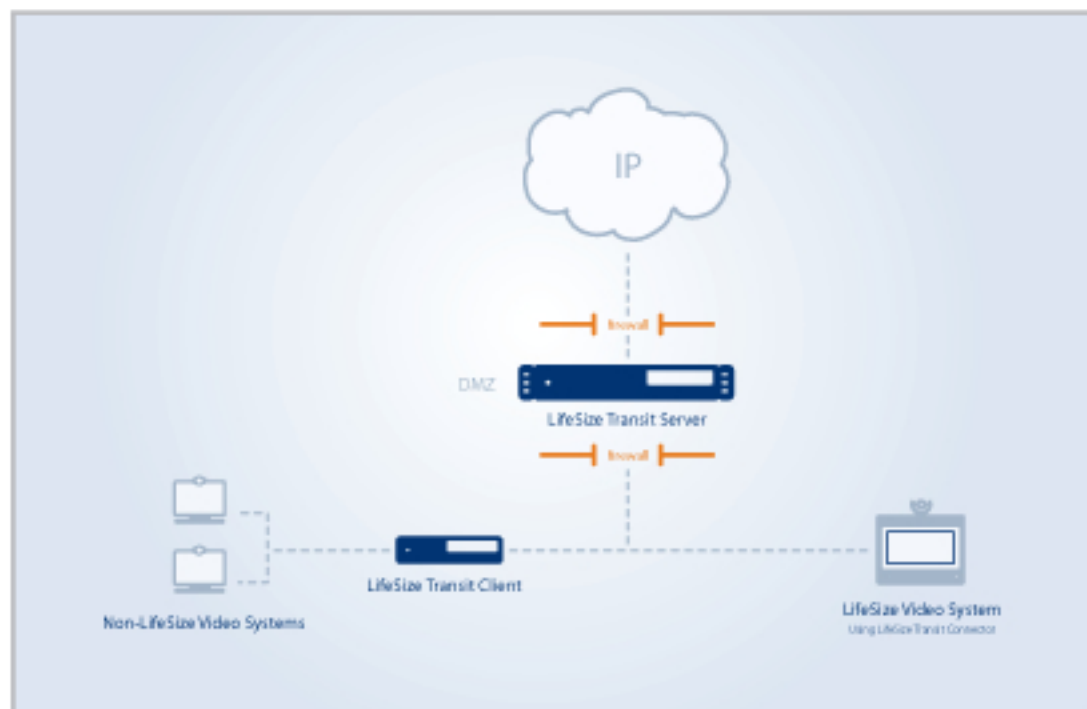 IP
firewall
DMZ
LifeSize Transit Server
firewall
LifeSize Transit Client
Non-LifeSize Video Systems
LifeSize Video System
Using LifeSize Transit Connector